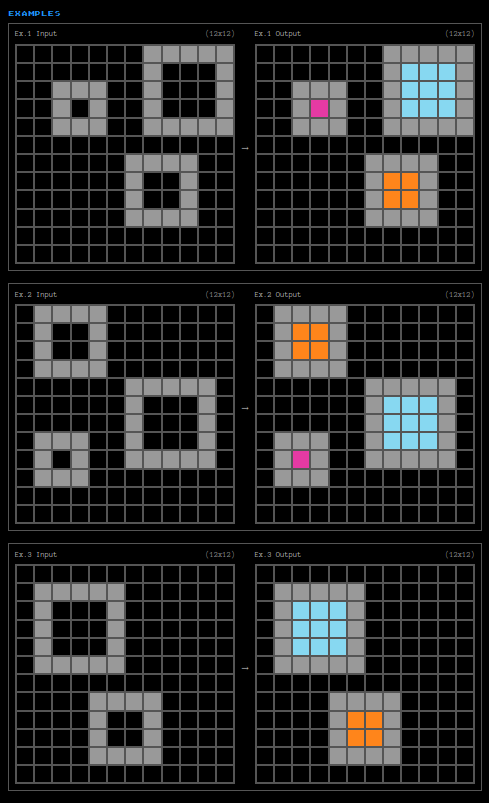 EXAMPLES
Ex.1 Input (12x12)
Ex.1 Output (12x12)
→
Ex.2 Input (12x12)
Ex.2 Output (12x12)
→
Ex.3 Input (12x12)
Ex.3 Output (12x12)
→